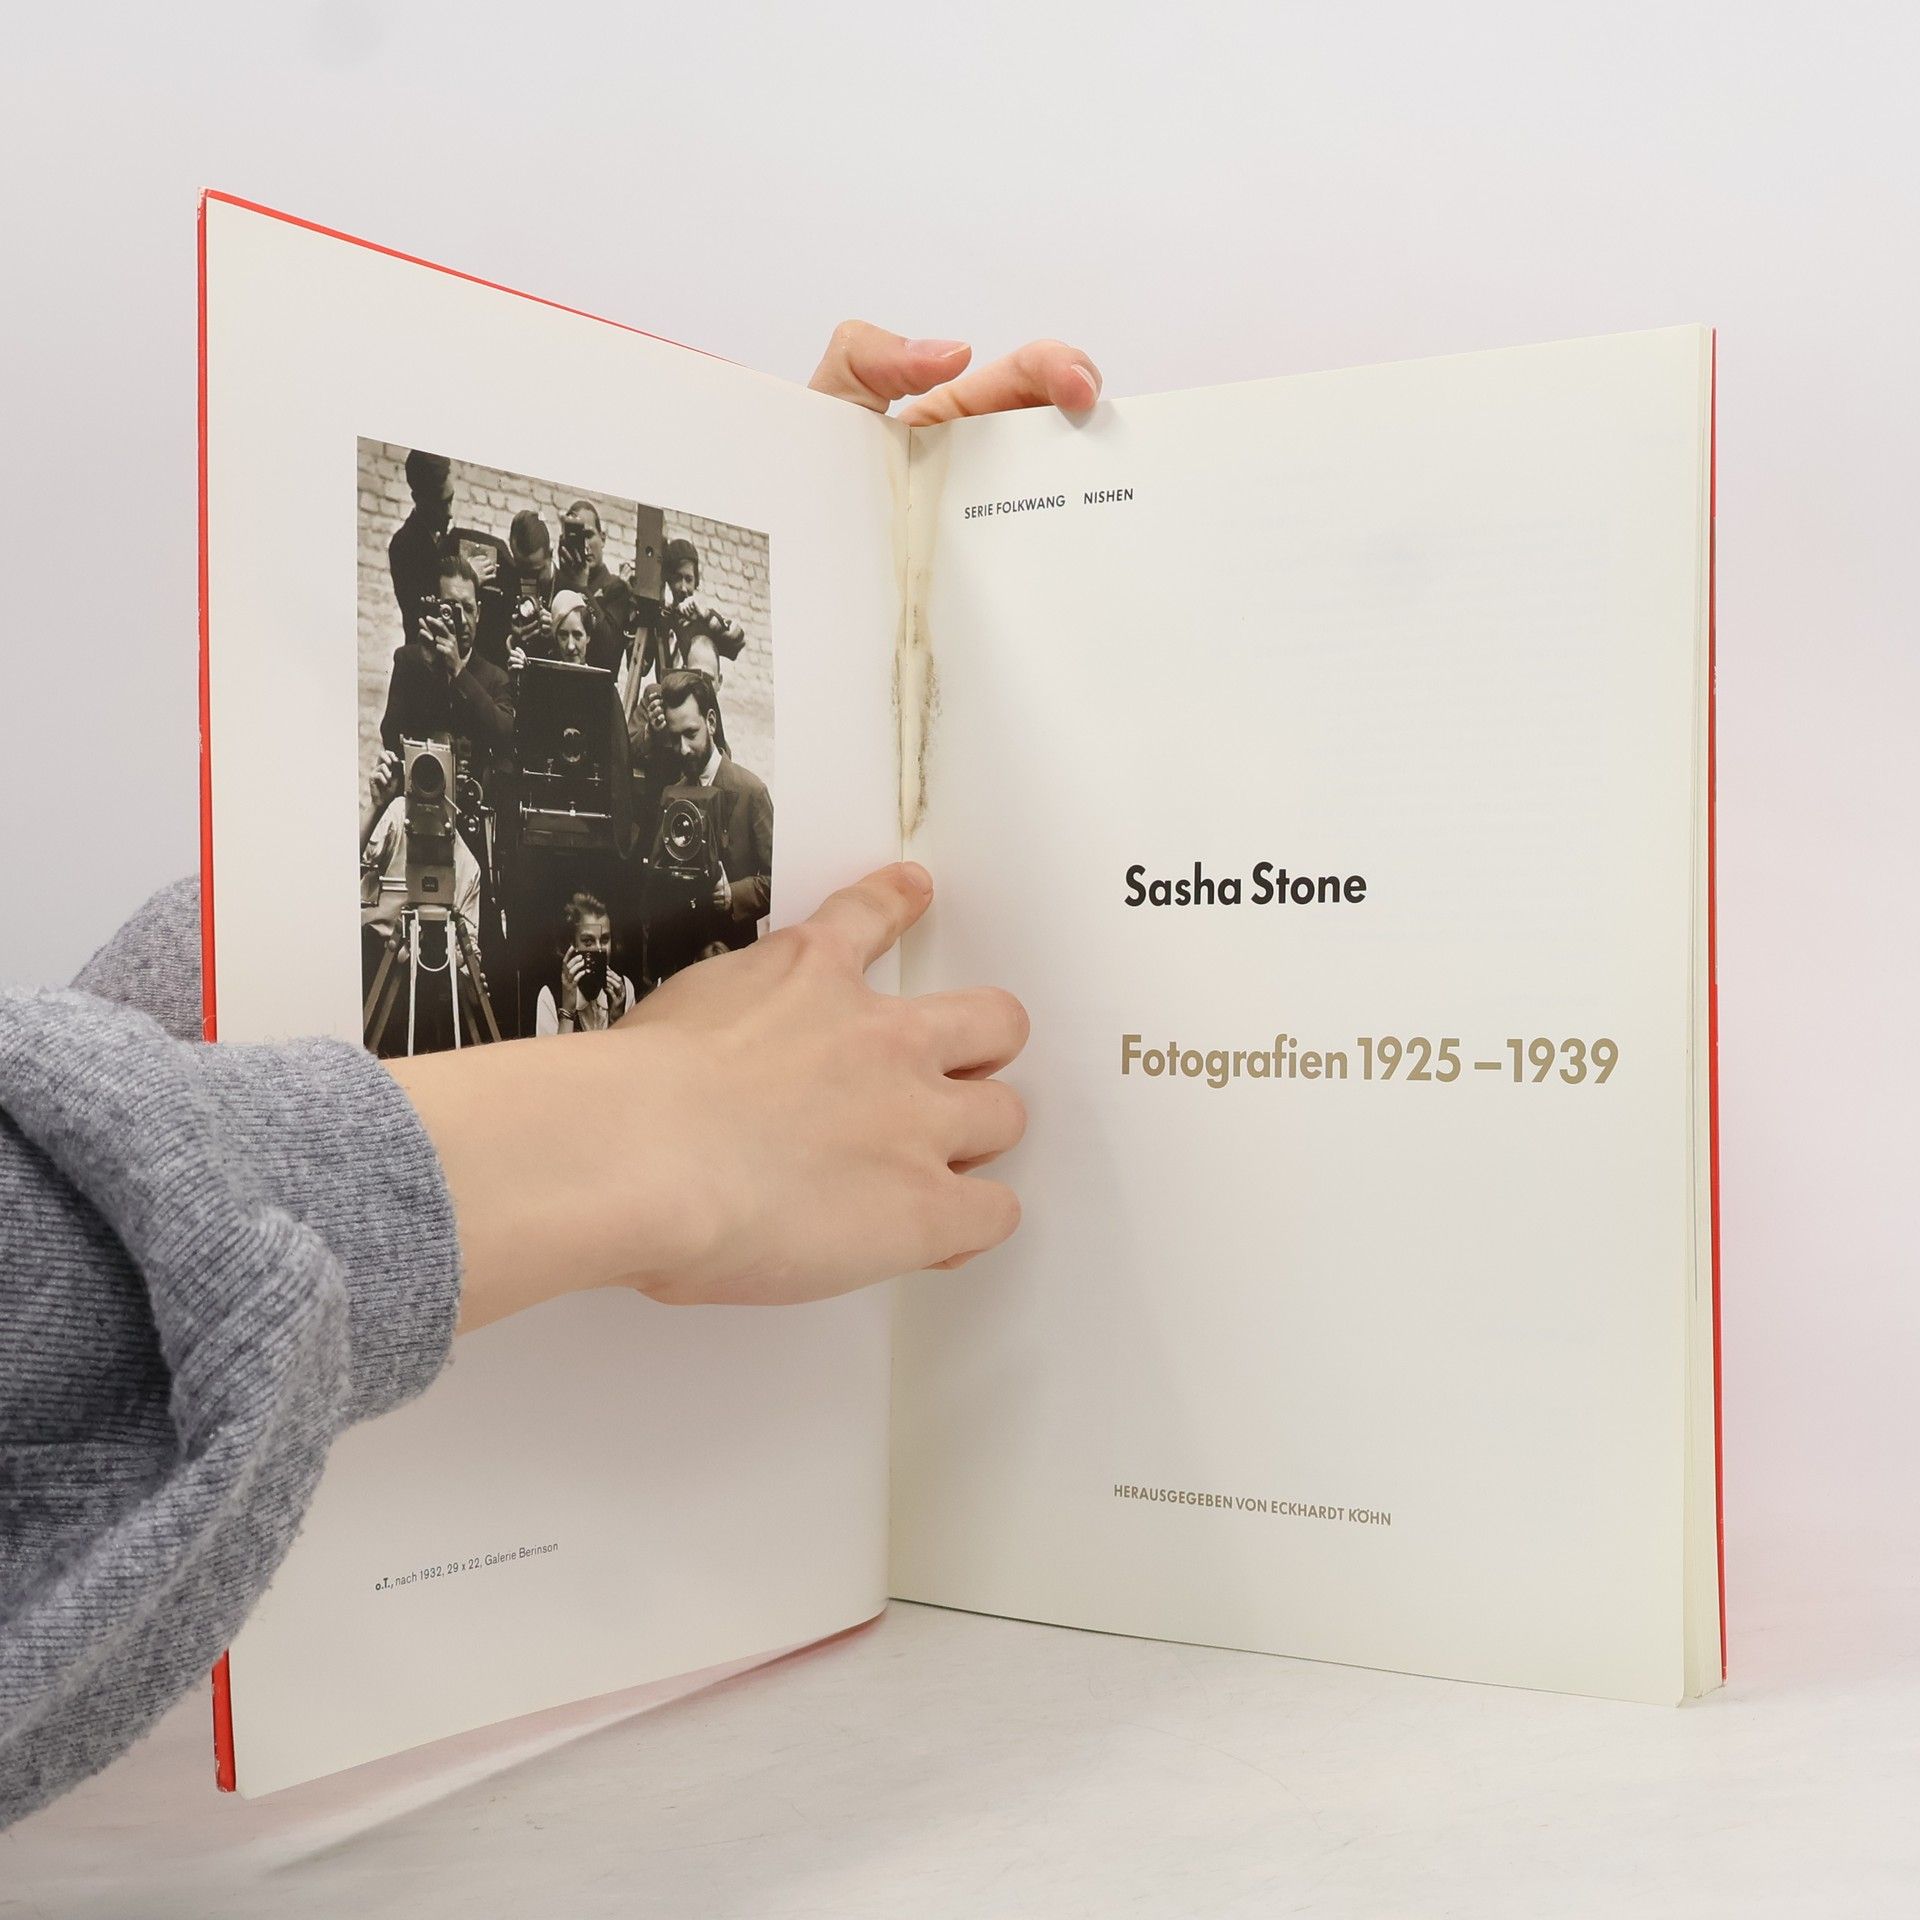 SERIE FOLKWANG NISHEN
Sasha Stone
Fotografien 1925 – 1939
HERAUSGEGEBEN VON ECKHARDT KÖHN
o.T., nach 1932, 29 x 22, Galerie Berinson